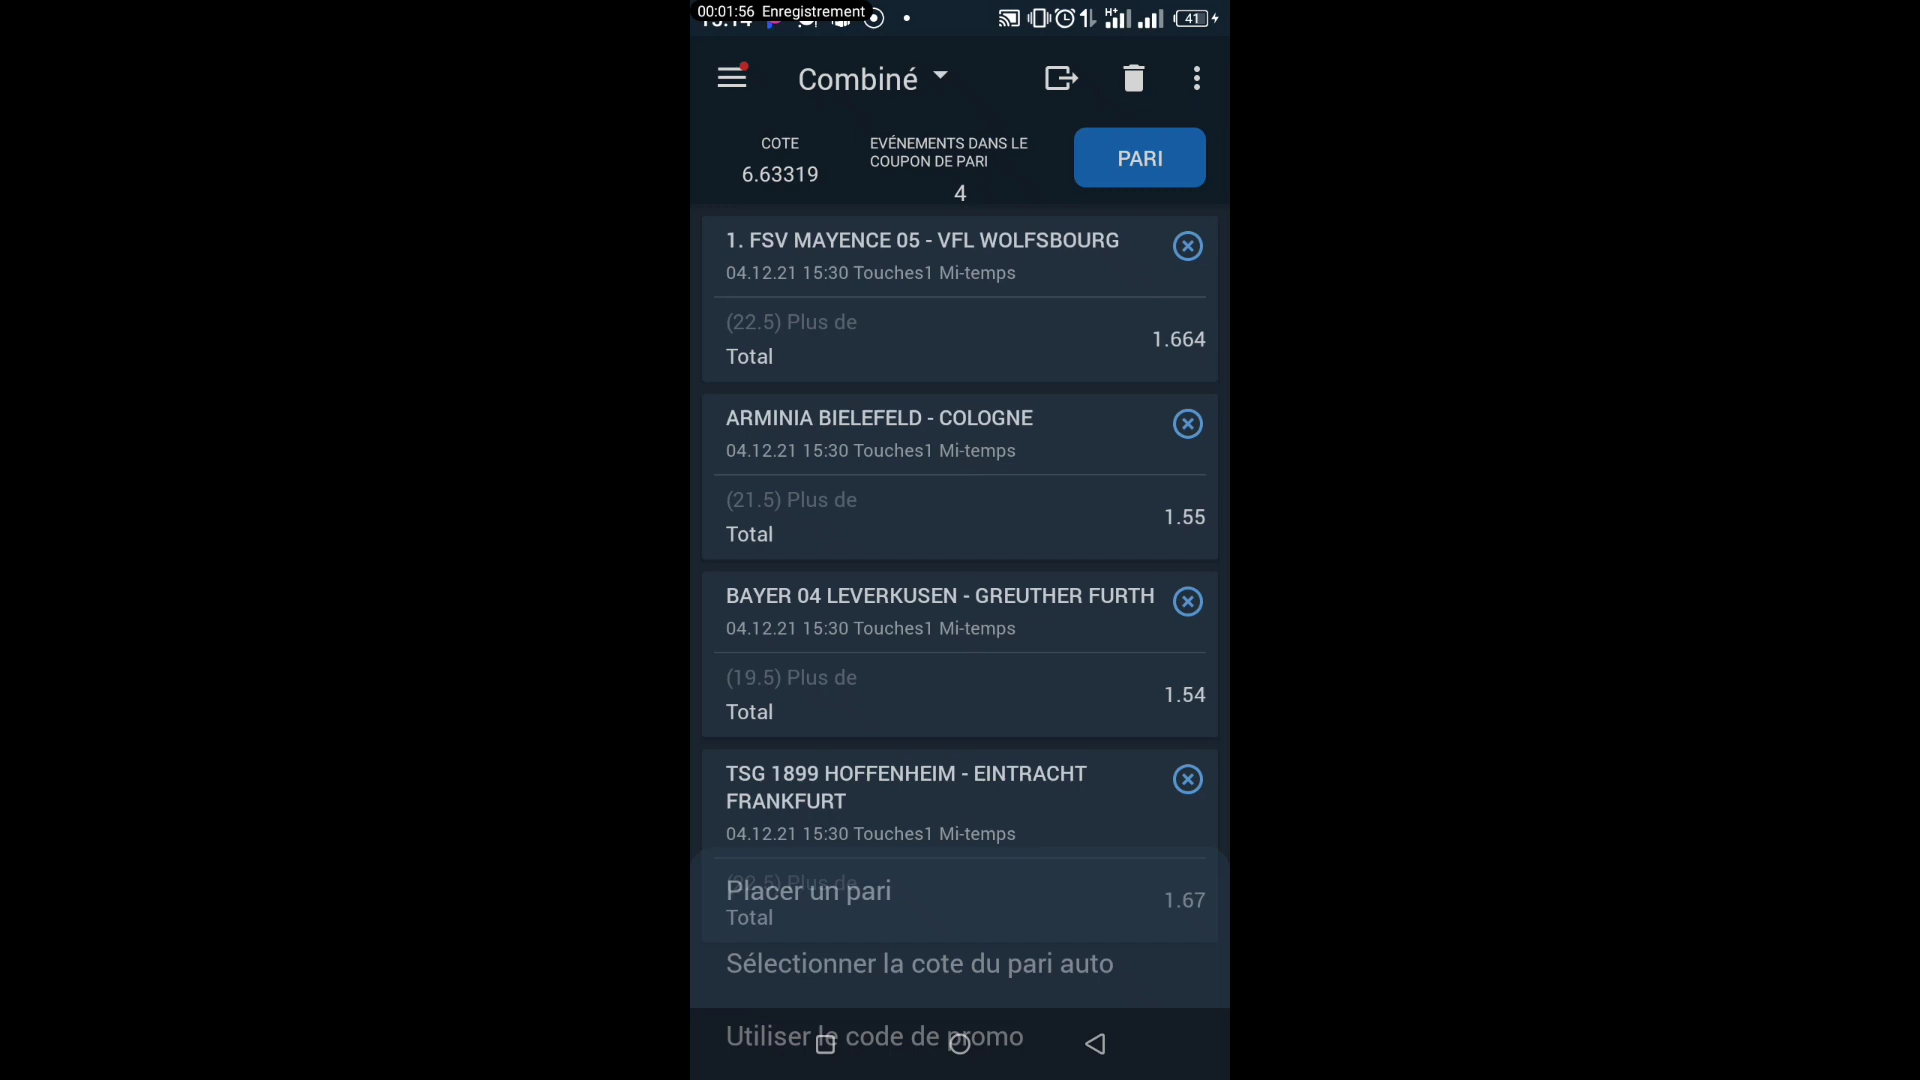 00:01:56 Enregistrement
41
Combiné
COTE
6.63319
EVÉNEMENTS DANS LE
COUPON DE PARI
4
PARI
1. FSV MAYENCE 05 - VFL WOLFSBOURG
04.12.21 15:30 Touches1 Mi-temps
(22.5) Plus de
Total
1.664
ARMINIA BIELEFELD - COLOGNE
04.12.21 15:30 Touches1 Mi-temps
(21.5) Plus de
Total
1.55
BAYER 04 LEVERKUSEN - GREUTHER FURTH
04.12.21 15:30 Touches1 Mi-temps
(19.5) Plus de
Total
1.54
TSG 1899 HOFFENHEIM - EINTRACHT
FRANKFURT
04.12.21 15:30 Touches1 Mi-temps
Plus de
Placer un pari
Total
1.67
Sélectionner la cote du pari auto
Utiliser le code de promo